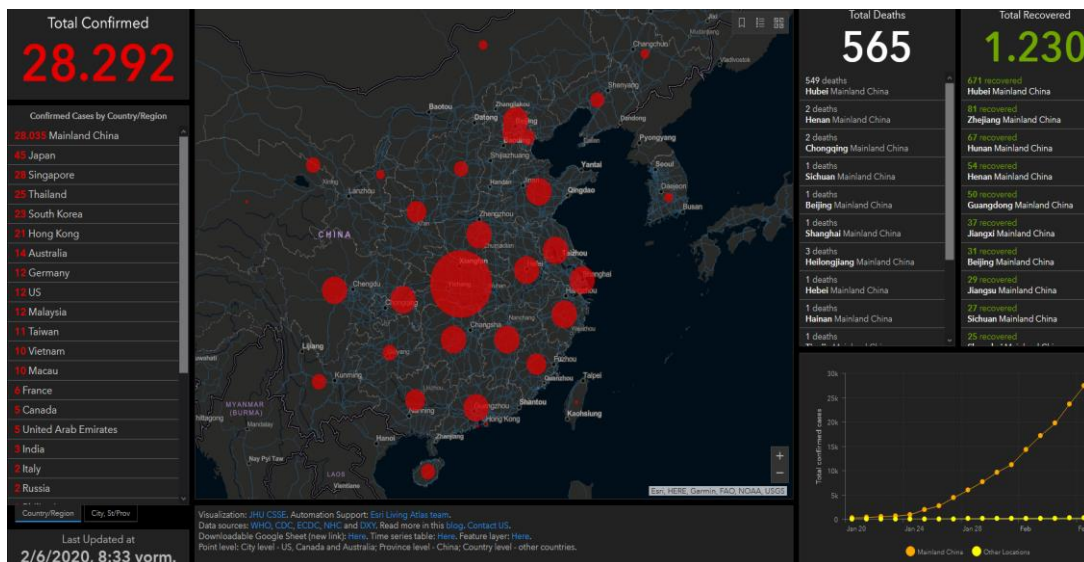 Total Confirmed
28.292
Confirmed Cases by Country/Region
28.035 Mainland China
45 Japan
28 Singapore
25 Thailand
23 South Korea
21 Hong Kong
14 Australia
12 Germany
12 US
12 Malaysia
11 Taiwan
10 Vietnam
10 Macau
6 France
5 Canada
5 United Arab Emirates
3 India
2 Italy
2 Russia
Country/Region
City, St/Prov
Last Updated at
2/6/2020, 8:33 vorm.
Changchun
Vladivostok
Shenyang
Baotou
Zhangjiakou
Datong
Beijing
Baoding
Dandong
Pyongyang
Shijiazhuang
Yantai
Seoul
Xining
Lanzhou
Handan
Jinan
Qingdao
Daejeon
Busan
Zhengzhou
CHINA
Zhumadian
Xiangfan
Taizhou
Yichang
Wuhan
Shanghai
Hangzhou
Chengdu
Chongqing
Nanchang
Changsha
Lijiang
Fuzhou
Kunming
Quanzhou
Taipei
MYANMAR
(BURMA)
Nanning
Guangzhou
Shantou
Kaohsiung
Hong Kong
Mandalay
Zhanjiang
Hanoi
Nay Pyi Taw
LAOS
Vientiane
+
−
Esri, HERE, Garmin, FAO, NOAA, USGS
Visualization: JHU CSSE. Automation Support: Esri Living Atlas team.
Data sources: WHO, CDC, ECDC, NHC and DXY. Read more in this blog. Contact US.
Downloadable Google Sheet (new link): Here. Time series table: Here. Feature layer: Here.
Point level: City level - US, Canada and Australia; Province level - China; Country level - other countries.
Total Deaths
565
549 deaths
Hubei Mainland China
2 deaths
Henan Mainland China
2 deaths
Chongqing Mainland China
1 deaths
Sichuan Mainland China
1 deaths
Beijing Mainland China
1 deaths
Shanghai Mainland China
3 deaths
Heilongjiang Mainland China
1 deaths
Hebei Mainland China
1 deaths
Hainan Mainland China
1 deaths
Total Recovered
1.230
671 recovered
Hubei Mainland China
81 recovered
Zhejiang Mainland China
67 recovered
Hunan Mainland China
54 recovered
Henan Mainland China
50 recovered
Guangdong Mainland China
37 recovered
Jiangxi Mainland China
31 recovered
Beijing Mainland China
29 recovered
Jiangsu Mainland China
27 recovered
Sichuan Mainland China
25 recovered
Total confirmed cases
30k
25k
20k
15k
10k
5k
0
Jan 20
Jan 24
Jan 28
Feb
Mainland China
Other Locations